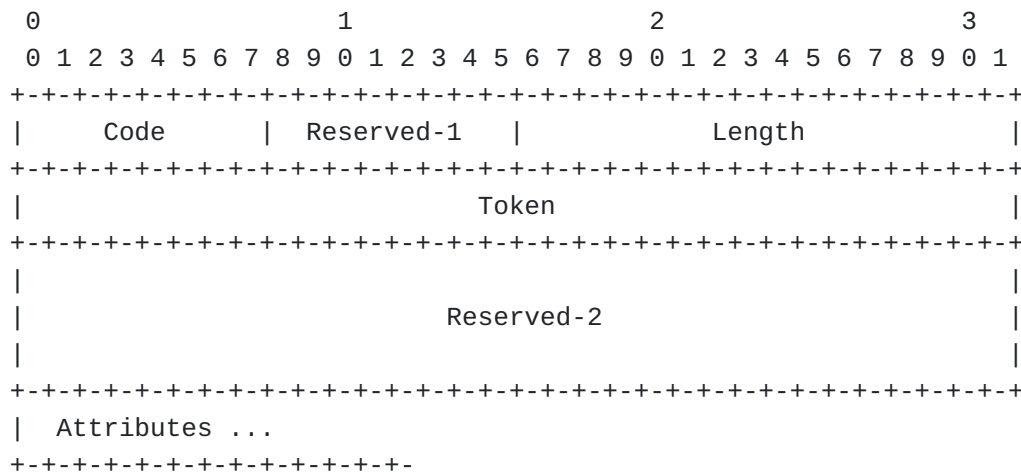 0                   1                   2                   3
 0 1 2 3 4 5 6 7 8 9 0 1 2 3 4 5 6 7 8 9 0 1 2 3 4 5 6 7 8 9 0 1
+-+-+-+-+-+-+-+-+-+-+-+-+-+-+-+-+-+-+-+-+-+-+-+-+-+-+-+-+-+-+-+-+
|     Code      |  Reserved-1   |            Length             |
+-+-+-+-+-+-+-+-+-+-+-+-+-+-+-+-+-+-+-+-+-+-+-+-+-+-+-+-+-+-+-+-+
|                             Token                             |
+-+-+-+-+-+-+-+-+-+-+-+-+-+-+-+-+-+-+-+-+-+-+-+-+-+-+-+-+-+-+-+-+
|                                                               |
|                           Reserved-2                          |
|                                                               |
+-+-+-+-+-+-+-+-+-+-+-+-+-+-+-+-+-+-+-+-+-+-+-+-+-+-+-+-+-+-+-+-+
|  Attributes ...
+-+-+-+-+-+-+-+-+-+-+-+-+-